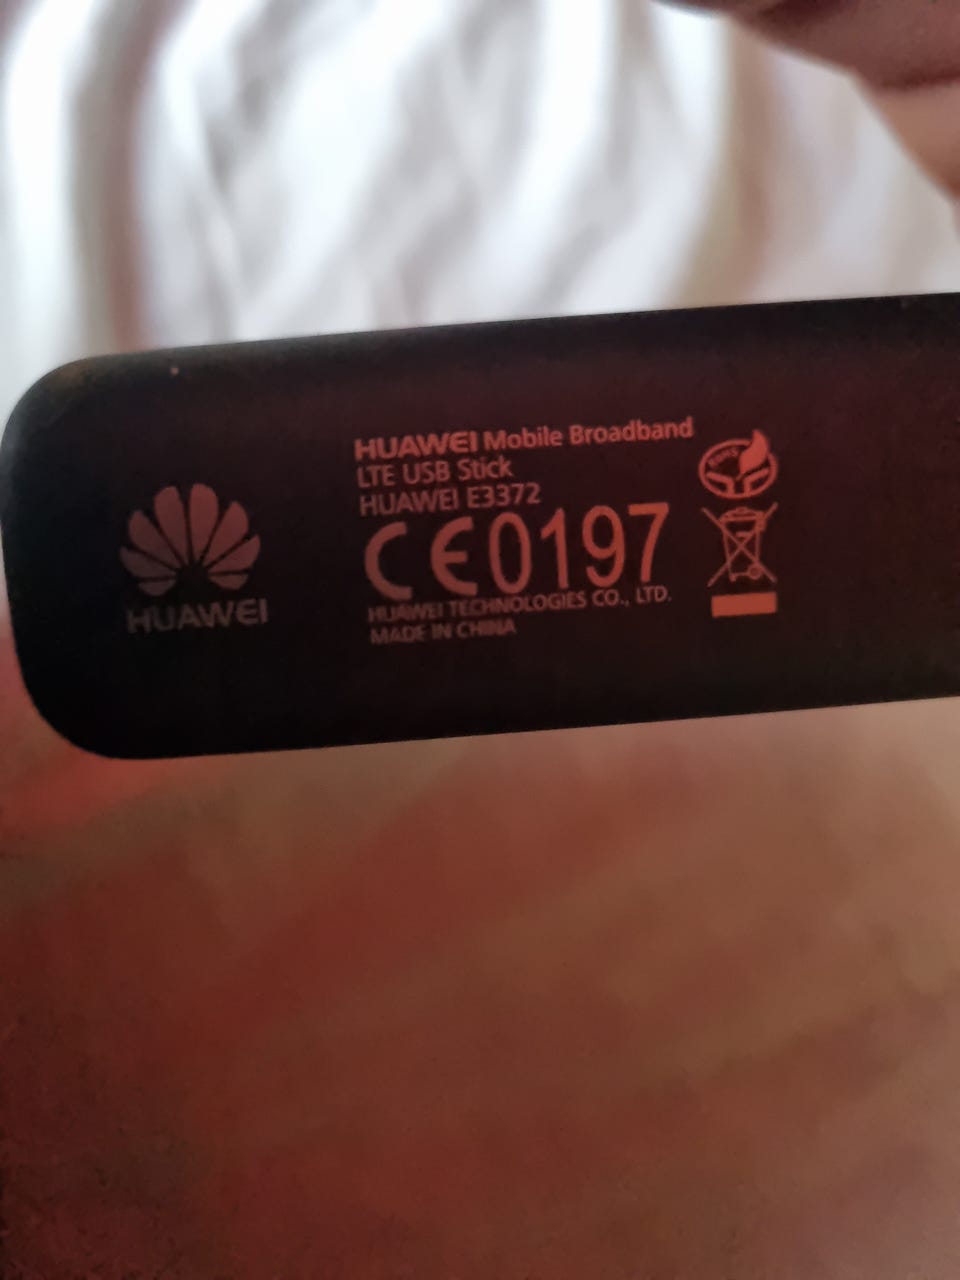 HUAWEI
HUAWEI Mobile Broadband
LTE USB Stick
HUAWEI E3372
CE0197
HUAWEI TECHNOLOGIES CO., LTD.
MADE IN CHINA